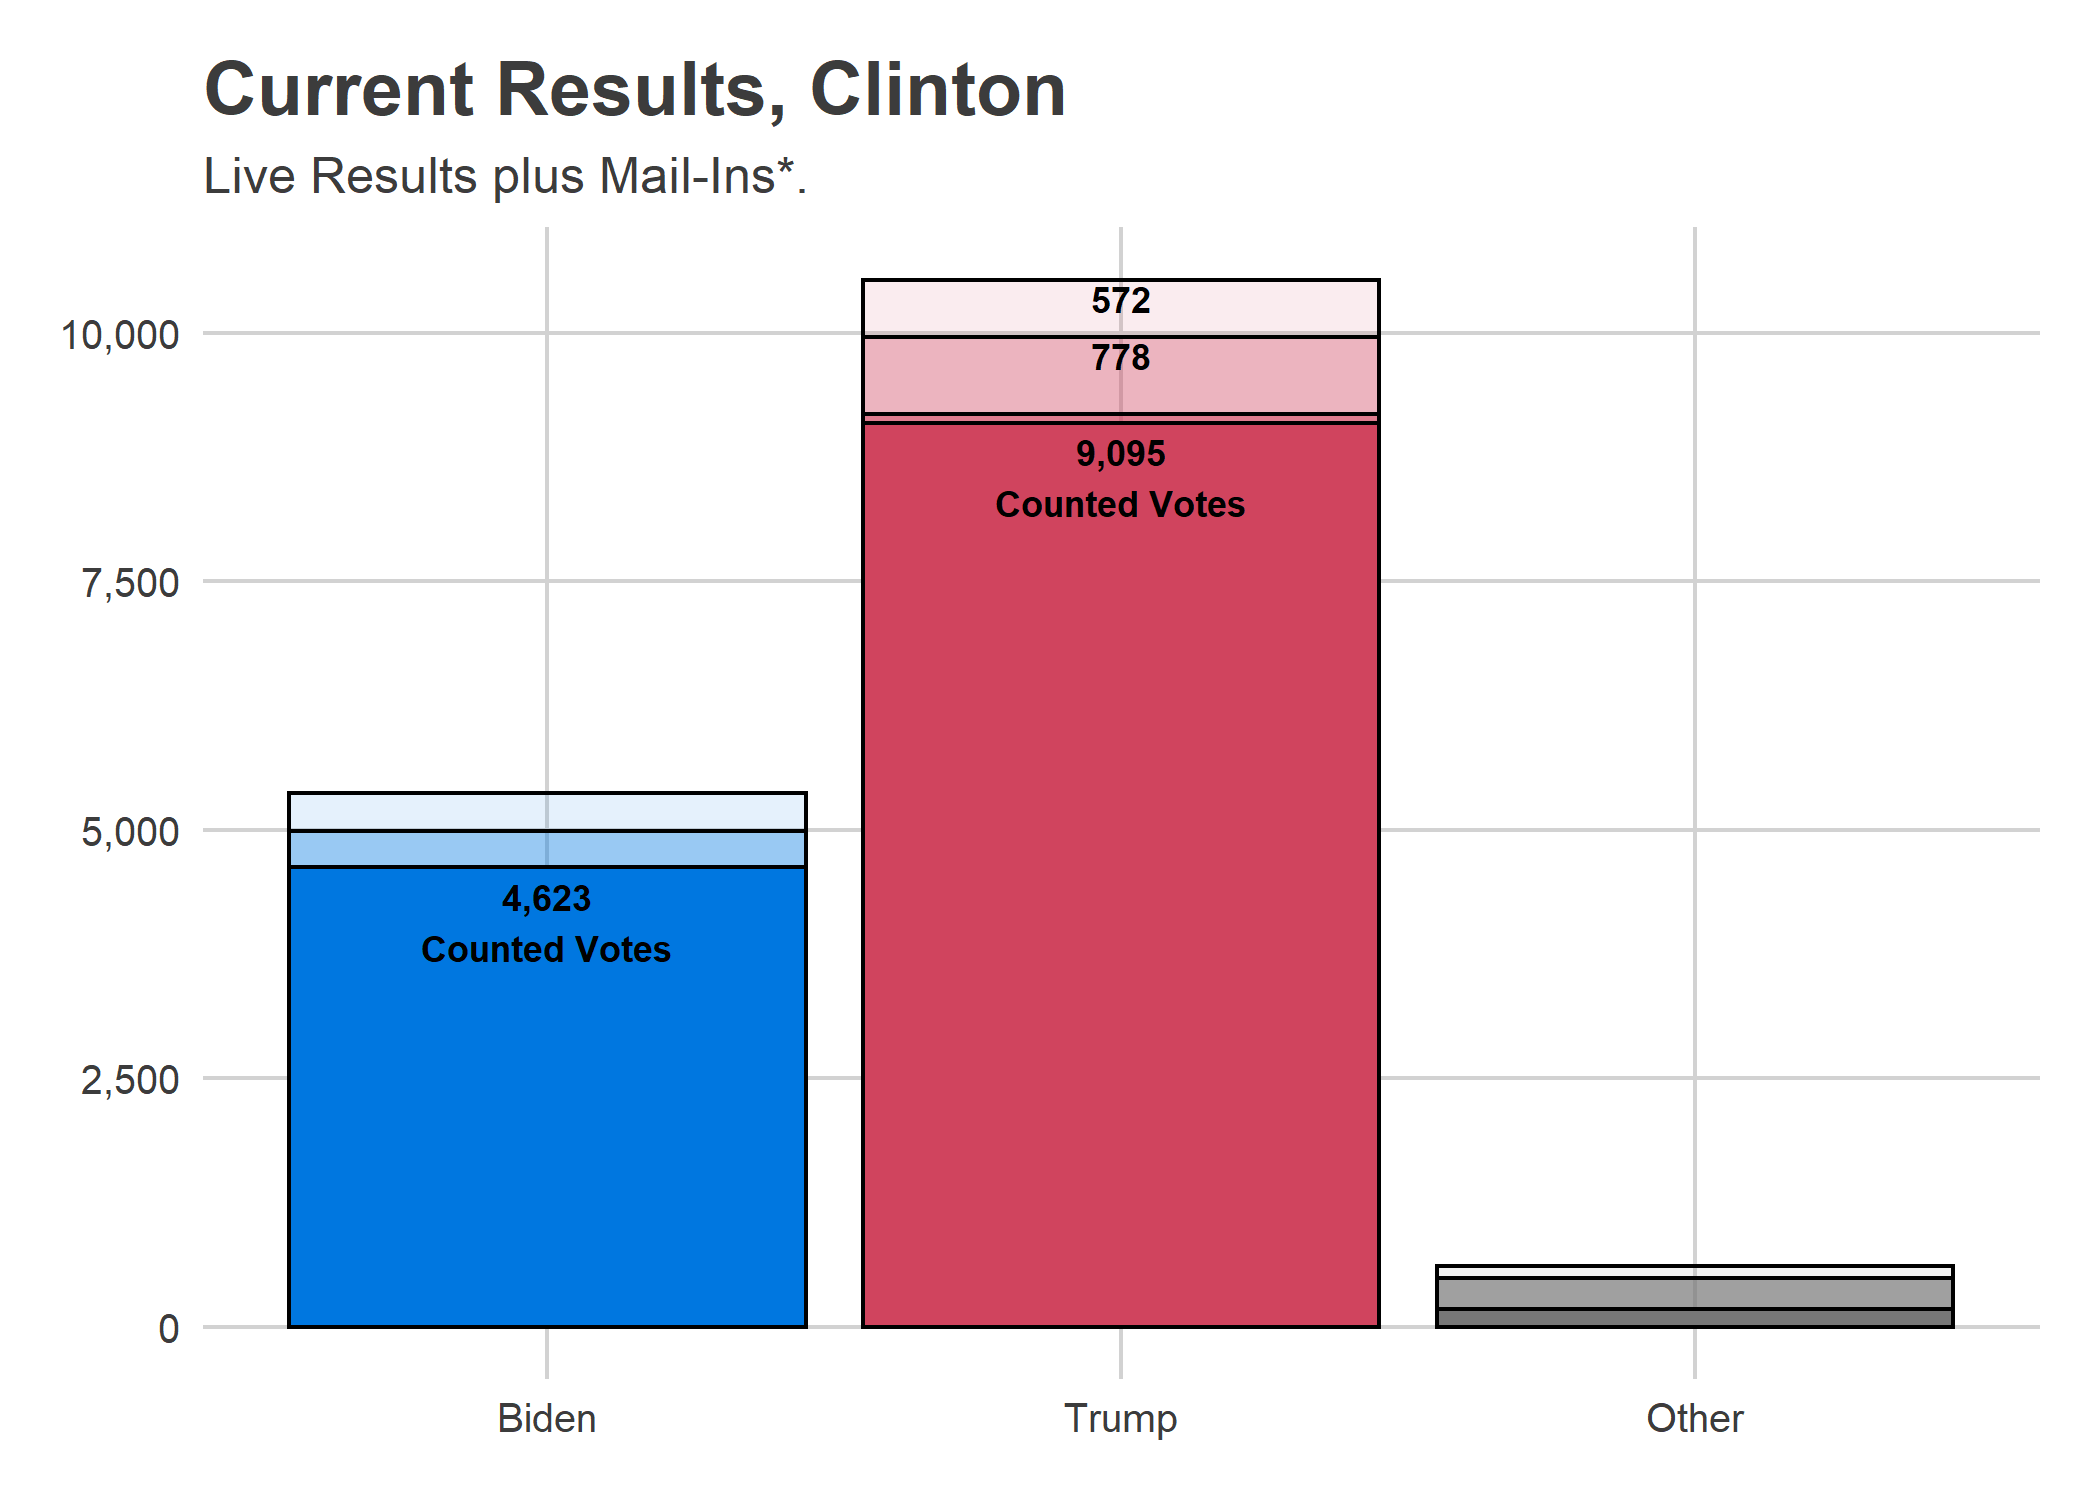 Current Results, Clinton
Live Results plus Mail-Ins*.
10,000
7,500
5,000
2,500
0
572
778
9,095
Counted Votes
4,623
Counted Votes
Biden
Trump
Other